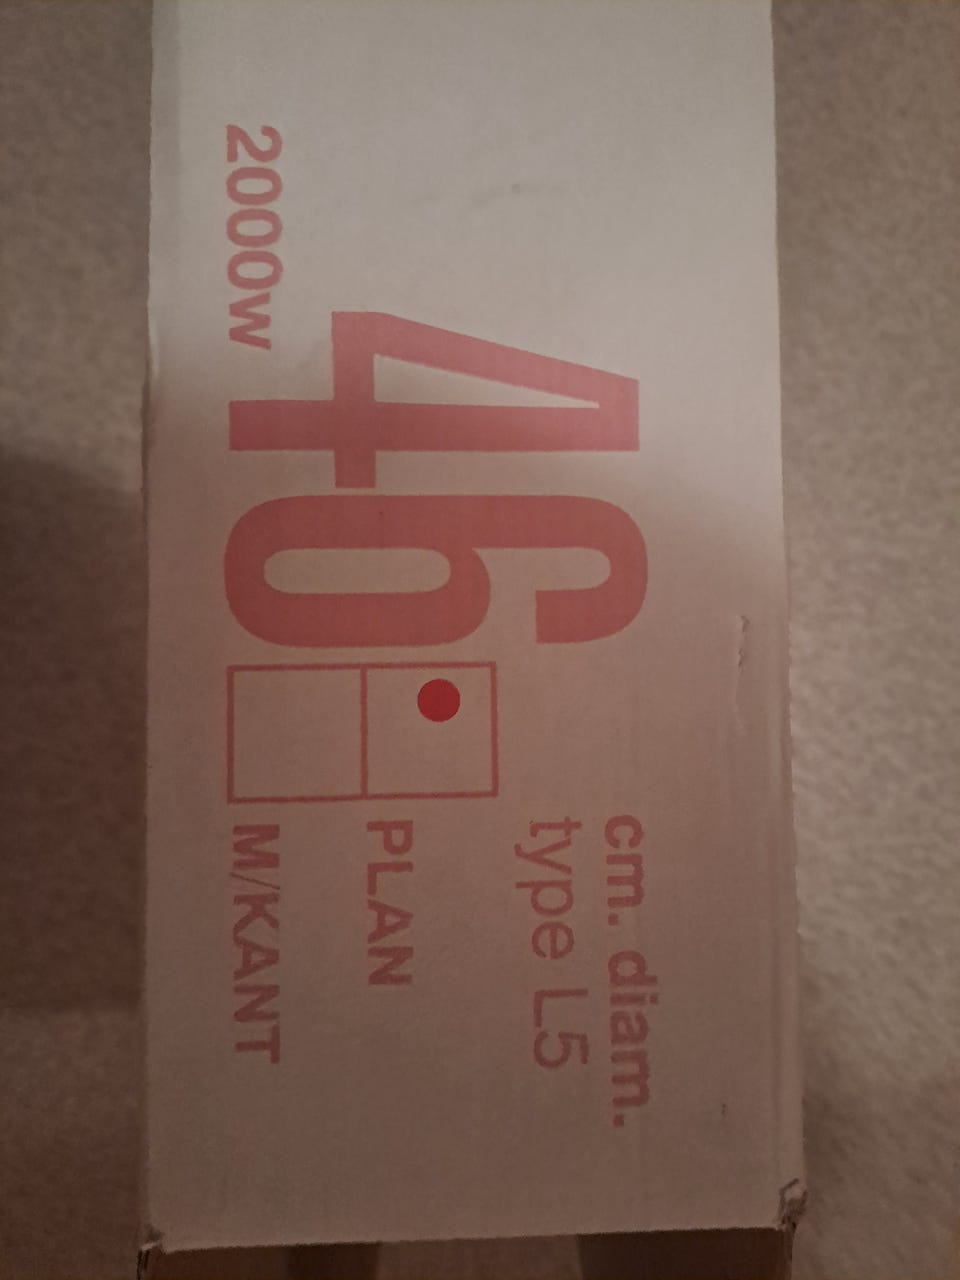 46 cm. diam.
type L5
PLAN
2000w M/KANT